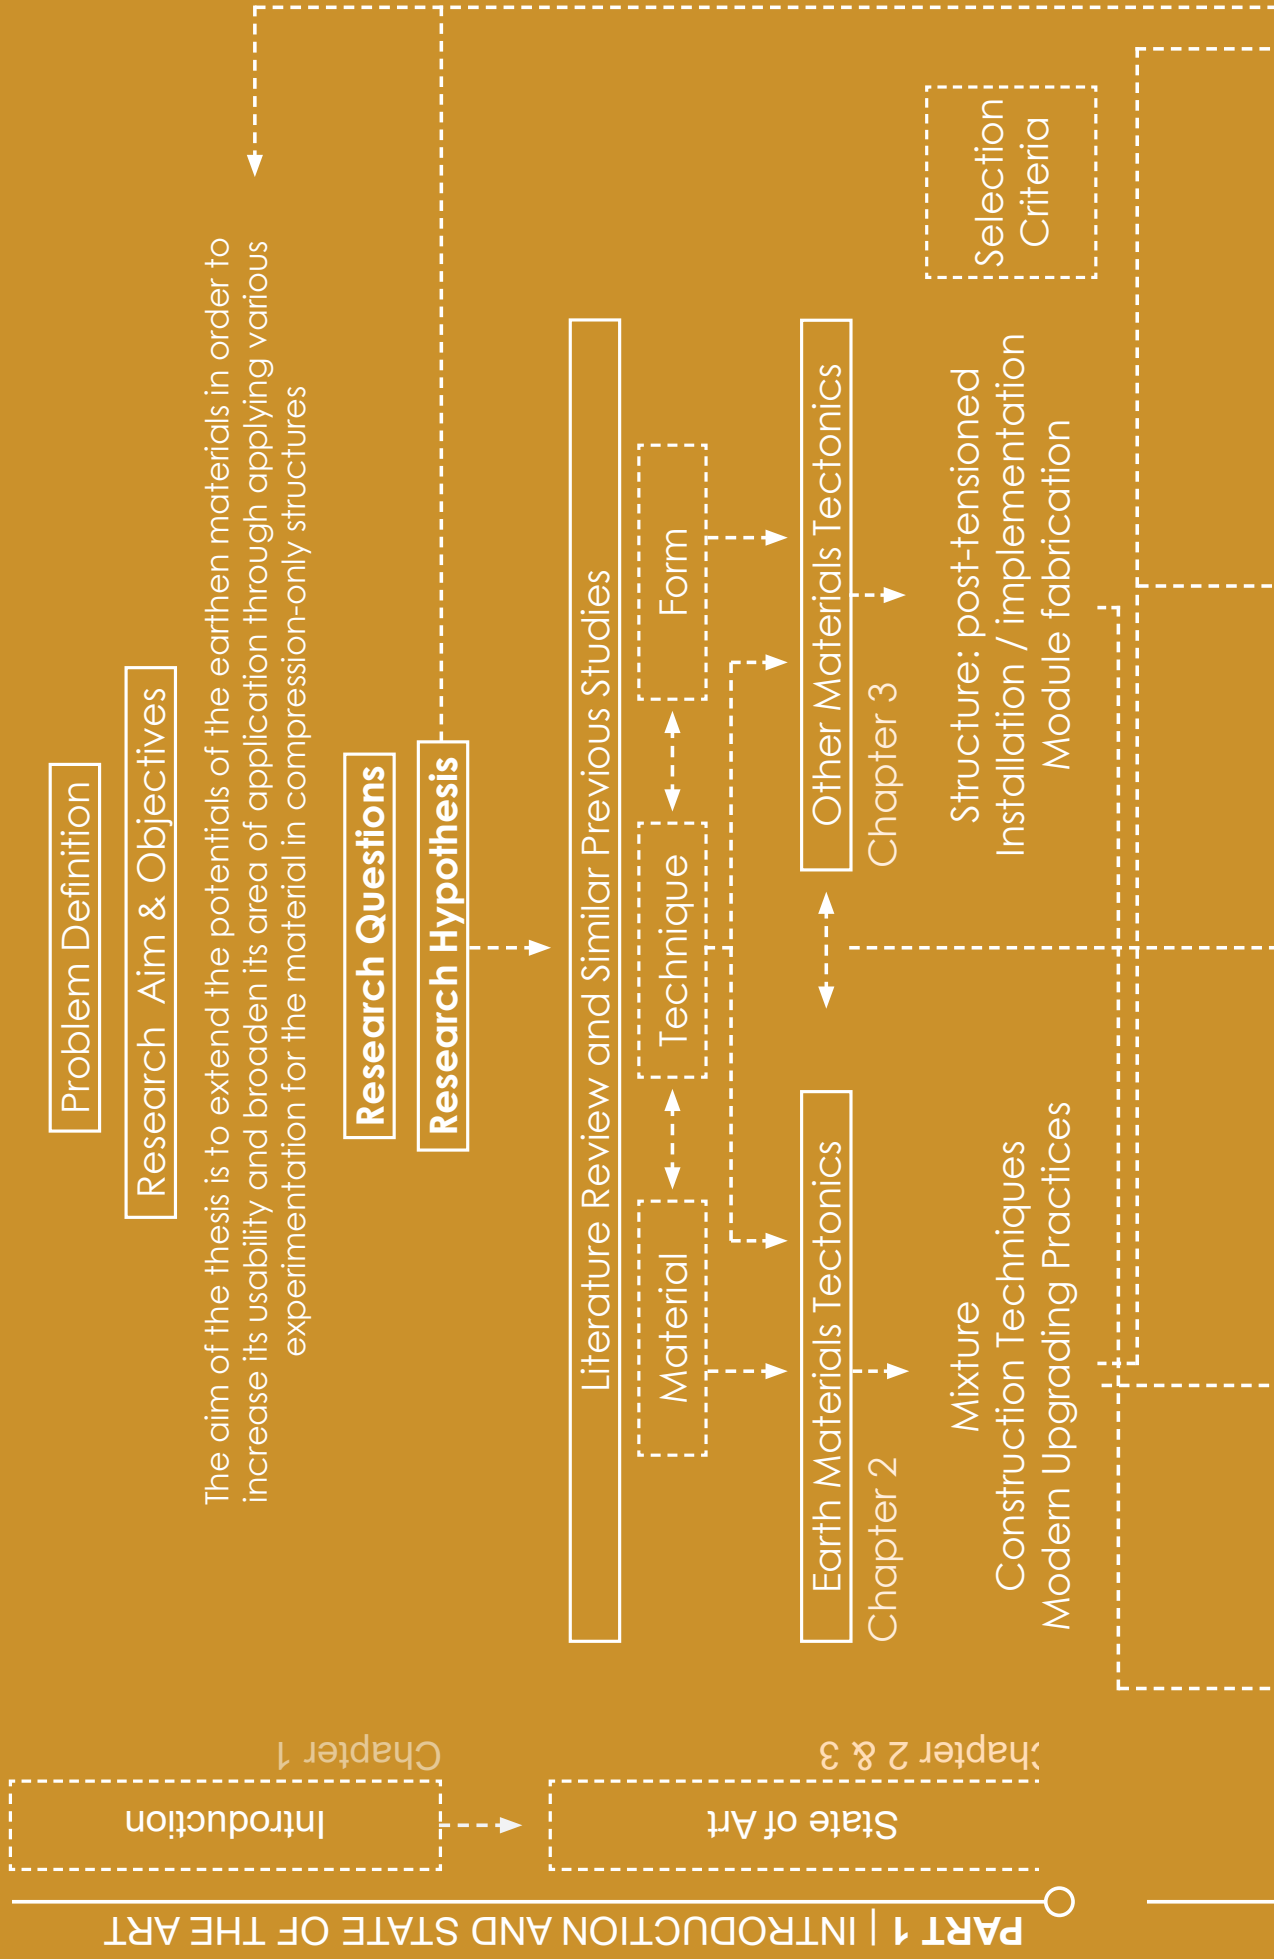 PART 1 | INTRODUCTION AND STATE OF THE ART
Introduction
Chapter 1
State of Art
Chapter 2 & 3
Problem Definition
Research Aim & Objectives
The aim of the thesis is to extend the potentials of the earthen materials in order to
increase its usability and broaden its area of application through applying various
experimentation for the material in compression-only structures
Research Questions
Research Hypothesis
Literature Review and Similar Previous Studies
Material
Technique
Form
Earth Materials Tectonics
Chapter 2
Mixture
Construction Techniques
Modern Upgrading Practices
Other Materials Tectonics
Chapter 3
Structure: post-tensioned
Installation / implementation
Module fabrication
Selection
Criteria